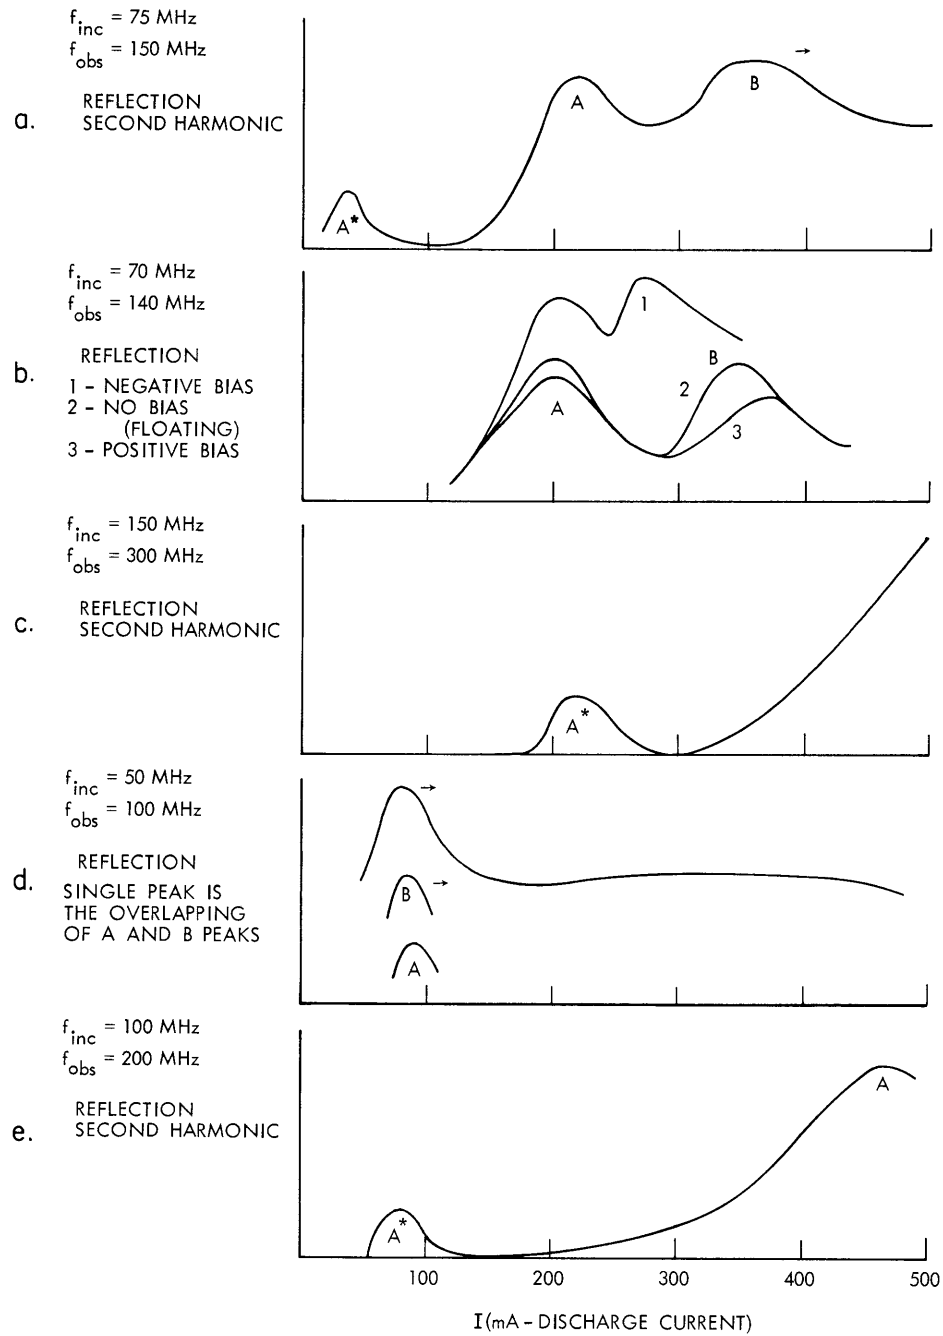 f_inc = 75 MHz
f_obs = 150 MHz
a.
REFLECTION
SECOND HARMONIC
A*
A
B
→
f_inc = 70 MHz
f_obs = 140 MHz
b.
REFLECTION
1 - NEGATIVE BIAS
2 - NO BIAS
(FLOATING)
3 - POSITIVE BIAS
1
B
2
A
3
f_inc = 150 MHz
f_obs = 300 MHz
c.
REFLECTION
SECOND HARMONIC
A*
f_inc = 50 MHz
f_obs = 100 MHz
d.
REFLECTION
SINGLE PEAK IS
THE OVERLAPPING
OF A AND B PEAKS
→
B →
A
f_inc = 100 MHz
f_obs = 200 MHz
e.
REFLECTION
SECOND HARMONIC
A*
A
100 200 300 400 500
I (mA - DISCHARGE CURRENT)